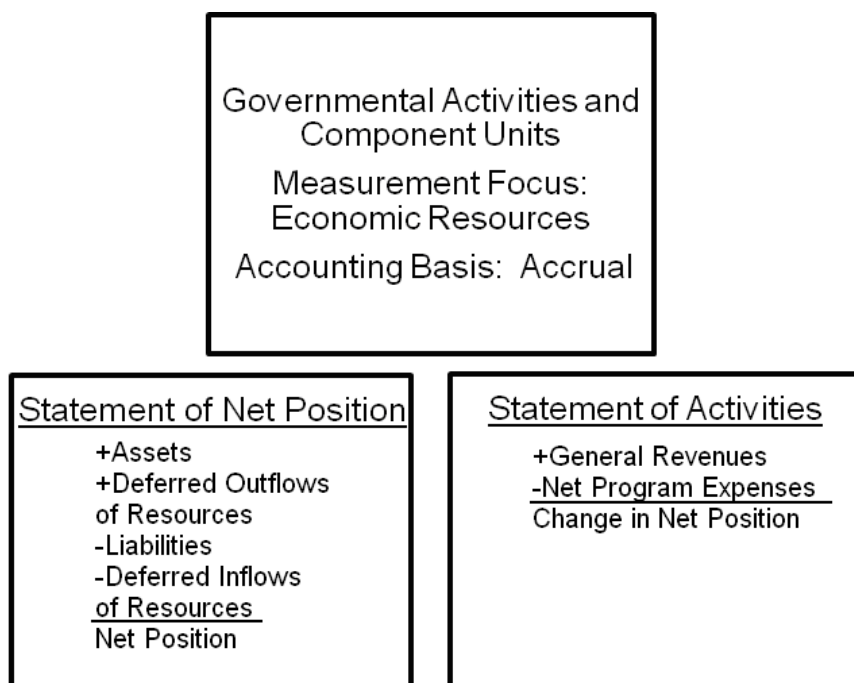 Governmental Activities and
Component Units
Measurement Focus:
Economic Resources
Accounting Basis: Accrual
Statement of Net Position
+Assets
+Deferred Outflows
of Resources
-Liabilities
-Deferred Inflows
of Resources
Net Position
Statement of Activities
+General Revenues
-Net Program Expenses
Change in Net Position